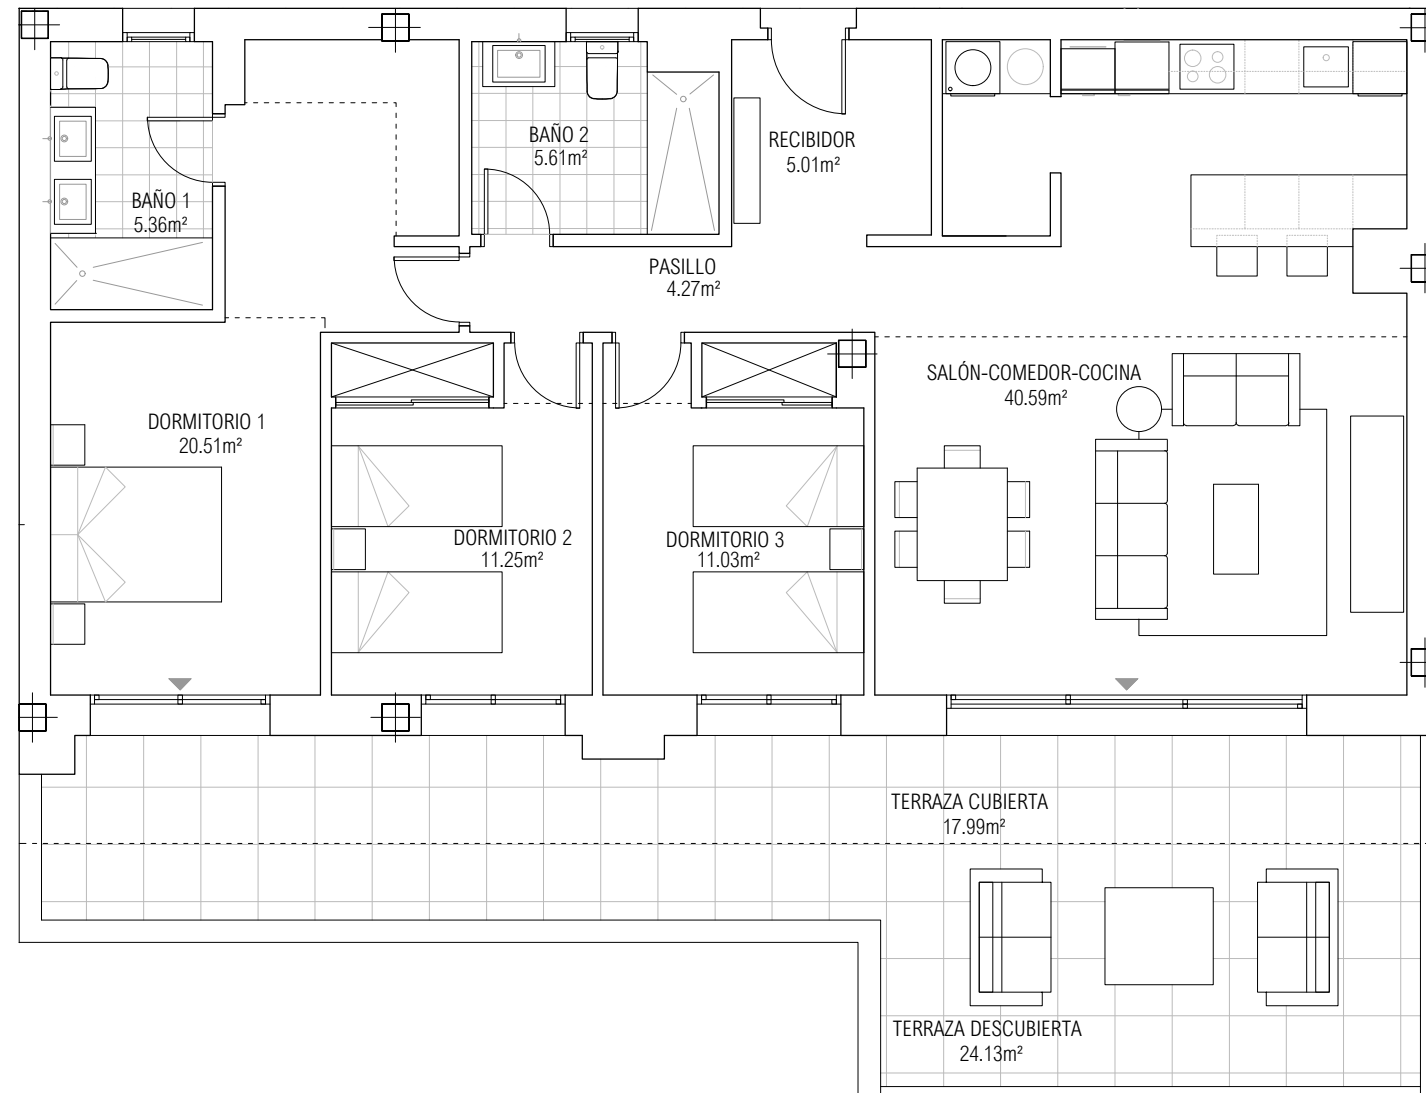 BAÑO 2
5.61m²
RECIBIDOR
5.01m²
BAÑO 1
5.36m²
PASILLO
4.27m²
SALÓN-COMEDOR-COCINA
40.59m²
DORMITORIO 1
20.51m²
DORMITORIO 2
11.25m²
DORMITORIO 3
11.03m²
TERRAZA CUBIERTA
17.99m²
TERRAZA DESCUBIERTA
24.13m²